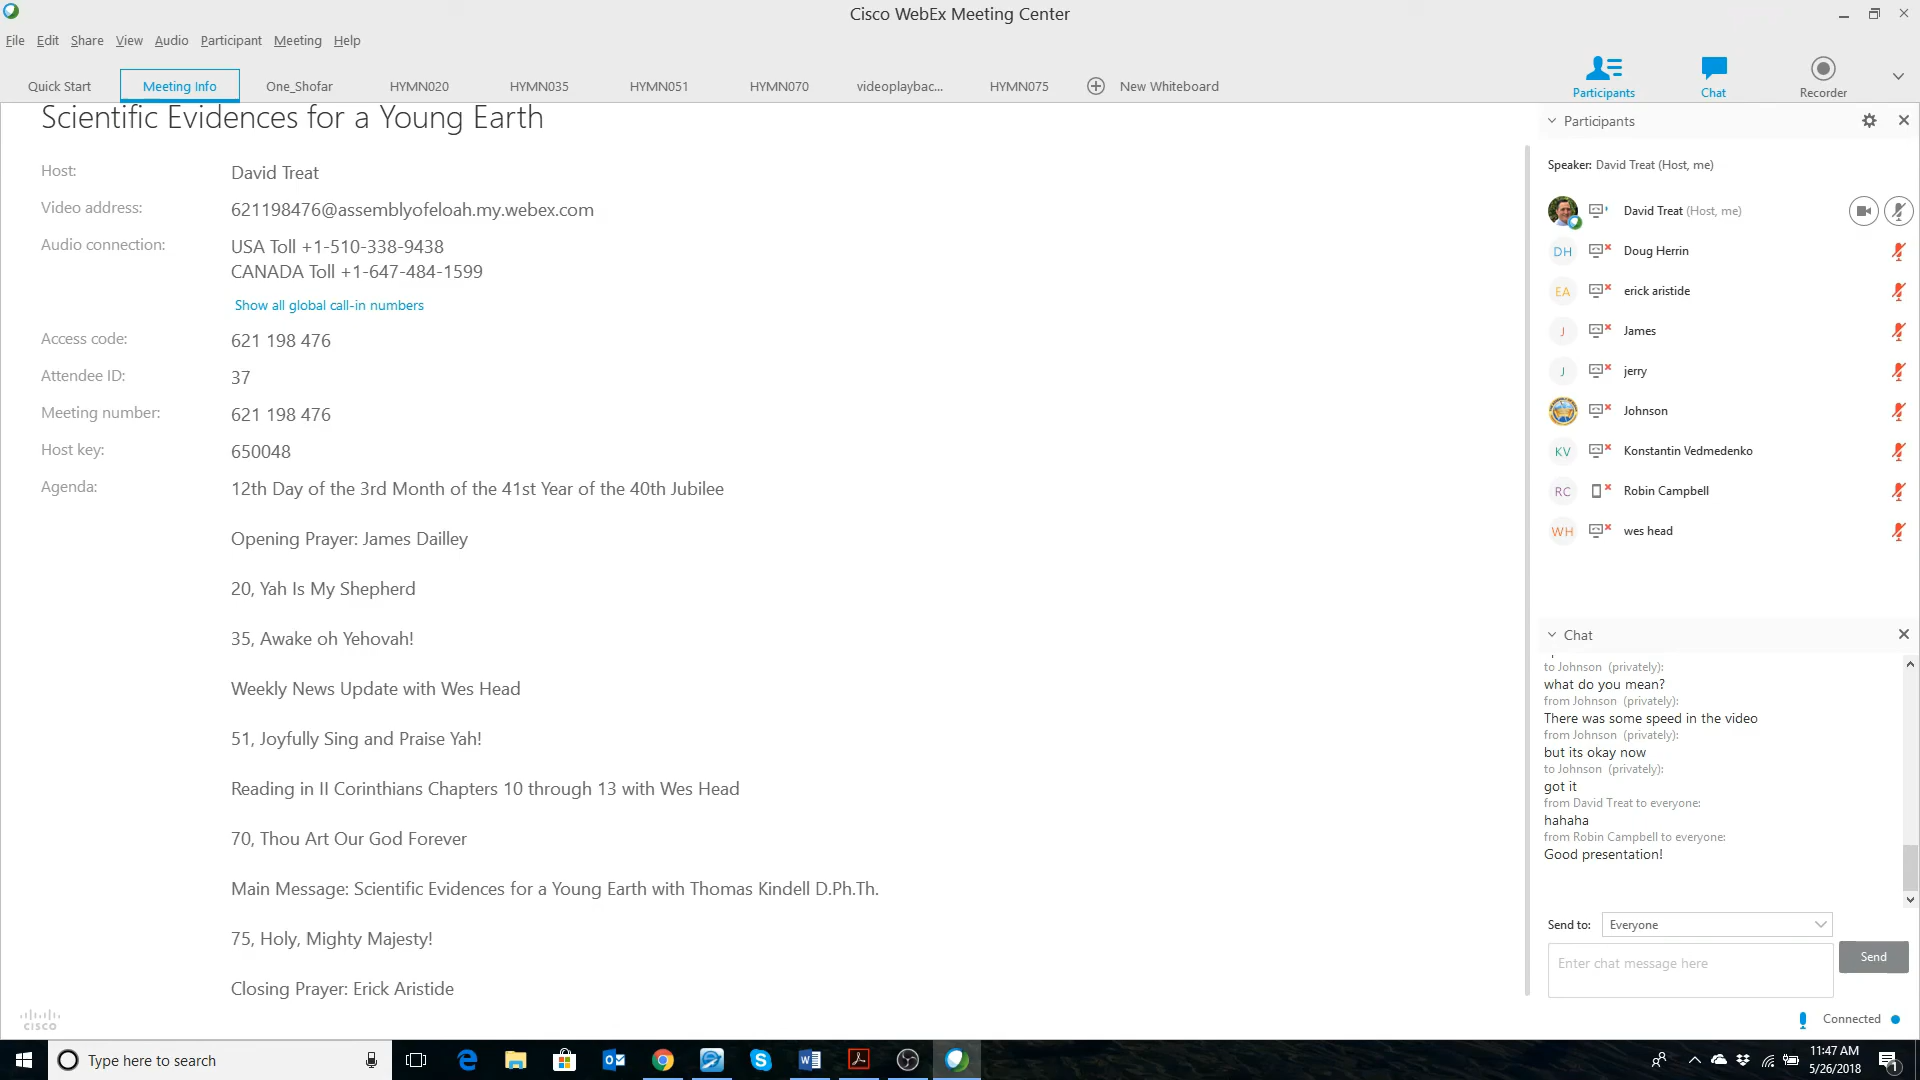 Cisco WebEx Meeting Center
File Edit Share View Audio Participant Meeting Help
Quick Start Meeting Info One_Shofar HYMN020 HYMN035 HYMN051 HYMN070 videoplaybac... HYMN075 New Whiteboard
Participants Chat Recorder
Scientific Evidences for a Young Earth
Host: David Treat
Video address: 621198476@assemblyofeloah.my.webex.com
Audio connection: USA Toll +1-510-338-9438
CANADA Toll +1-647-484-1599
Show all global call-in numbers
Access code: 621 198 476
Attendee ID: 37
Meeting number: 621 198 476
Host key: 650048
Agenda: 12th Day of the 3rd Month of the 41st Year of the 40th Jubilee
Opening Prayer: James Dailley
20, Yah Is My Shepherd
35, Awake oh Yehovah!
Weekly News Update with Wes Head
51, Joyfully Sing and Praise Yah!
Reading in II Corinthians Chapters 10 through 13 with Wes Head
70, Thou Art Our God Forever
Main Message: Scientific Evidences for a Young Earth with Thomas Kindell D.Ph.Th.
75, Holy, Mighty Majesty!
Closing Prayer: Erick Aristide
CISCO
Participants
Speaker: David Treat (Host, me)
David Treat (Host, me)
DH Doug Herrin
EA erick aristide
J James
J jerry
Johnson
KV Konstantin Vedmedenko
RC Robin Campbell
WH wes head
Chat
to Johnson (privately):
what do you mean?
from Johnson (privately):
There was some speed in the video
from Johnson (privately):
but its okay now
to Johnson (privately):
got it
from David Treat to everyone:
hahaha
from Robin Campbell to everyone:
Good presentation!
Send to: Everyone
Enter chat message here
Send
Connected
Type here to search
11:47 AM
5/26/2018
1